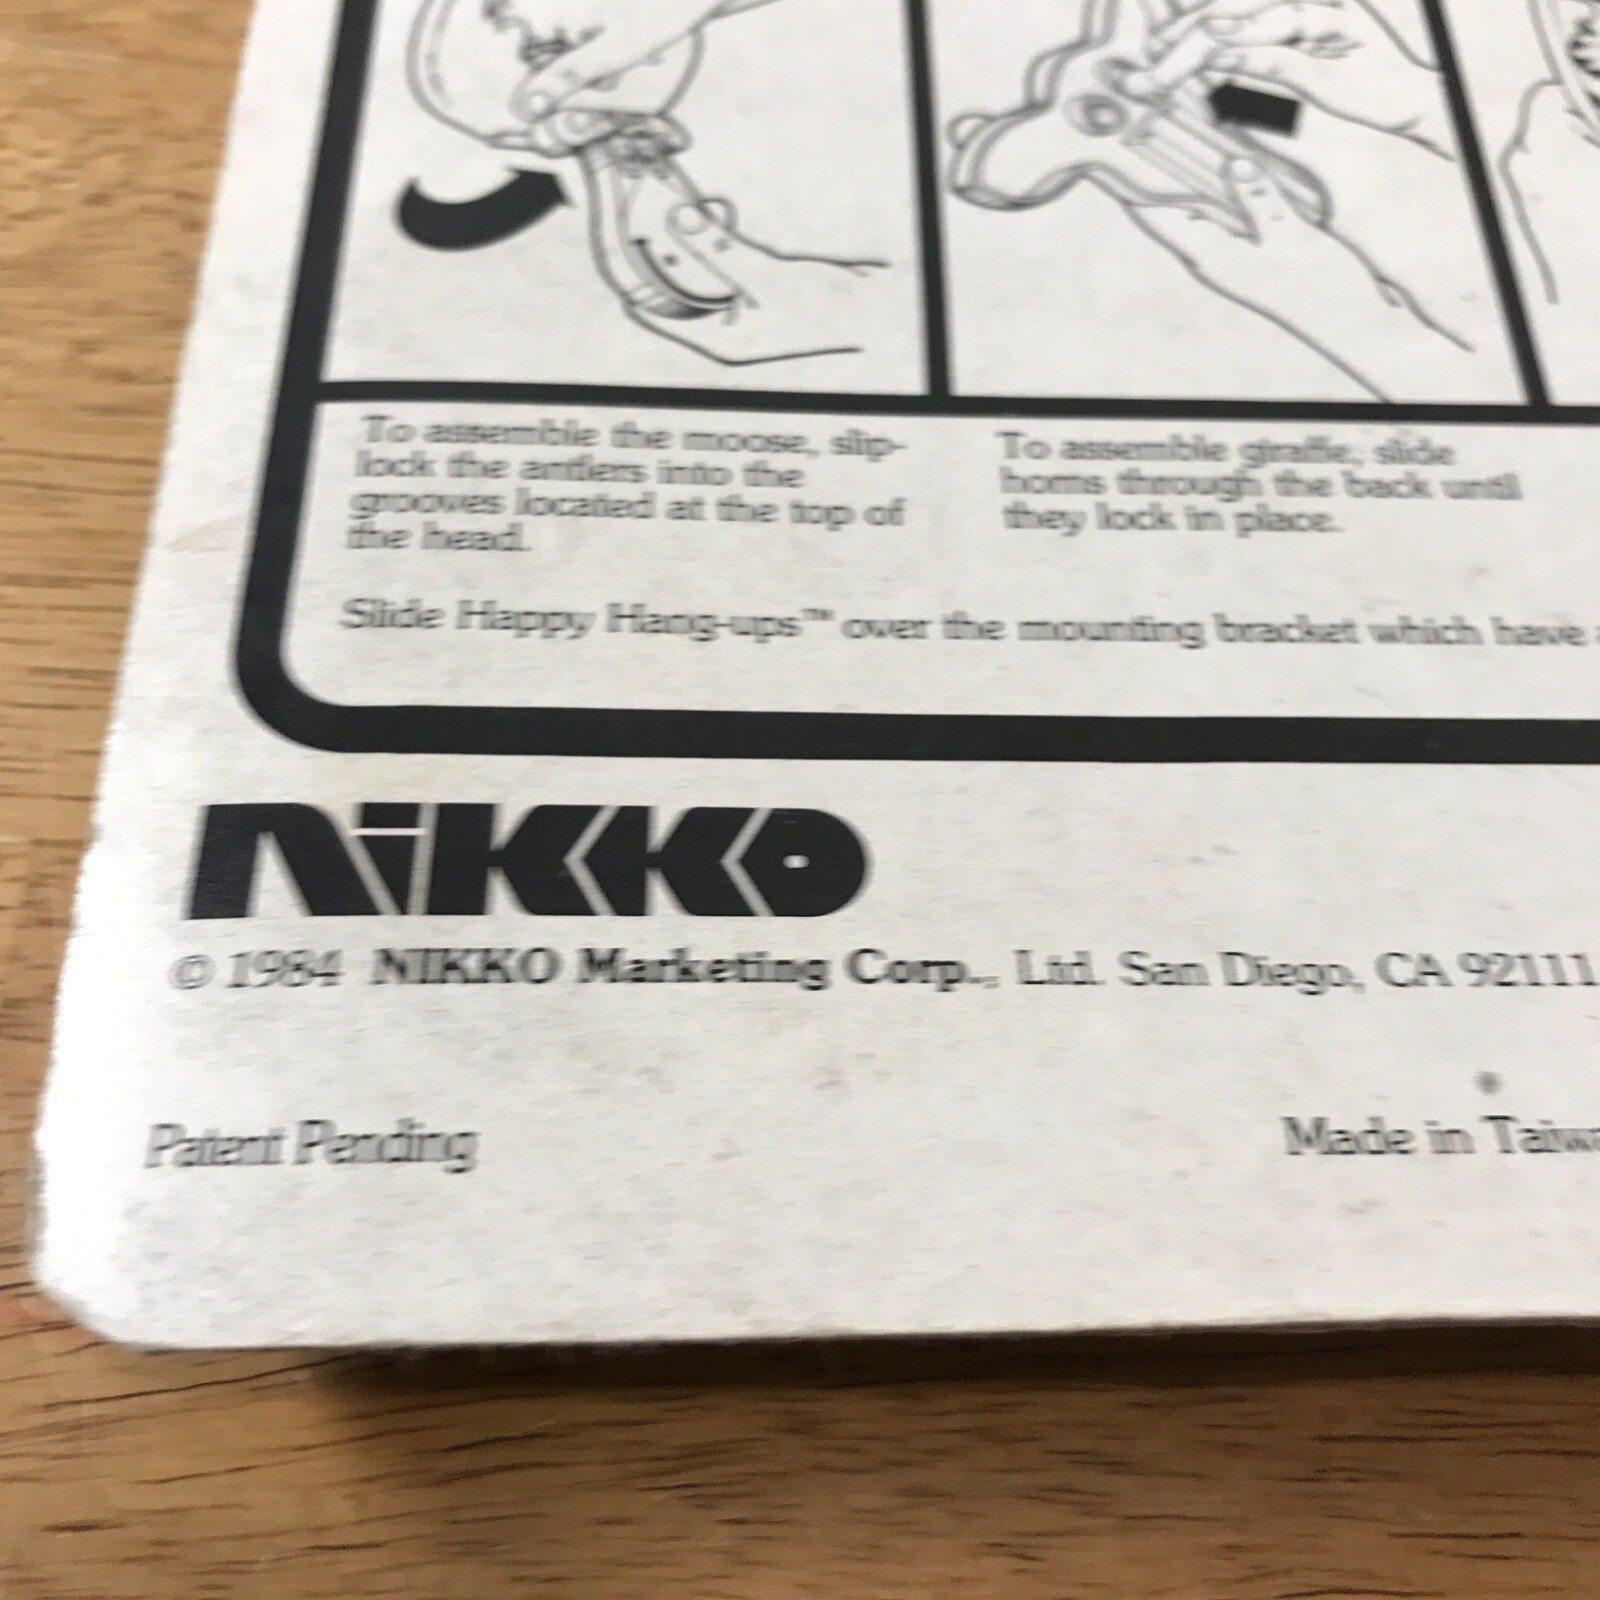 To assemble the moose, slip-
lock the antlers into the
grooves located at the top of
the head.
To assemble giraffe, slide
horns through the back until
they lock in place.
Slide Happy Hang-ups™ over the mounting bracket which have
NIKKO
© 1984 NIKKO Marketing Corp., Ltd. San Diego, CA 92111
Patent Pending
Made in Taiwa